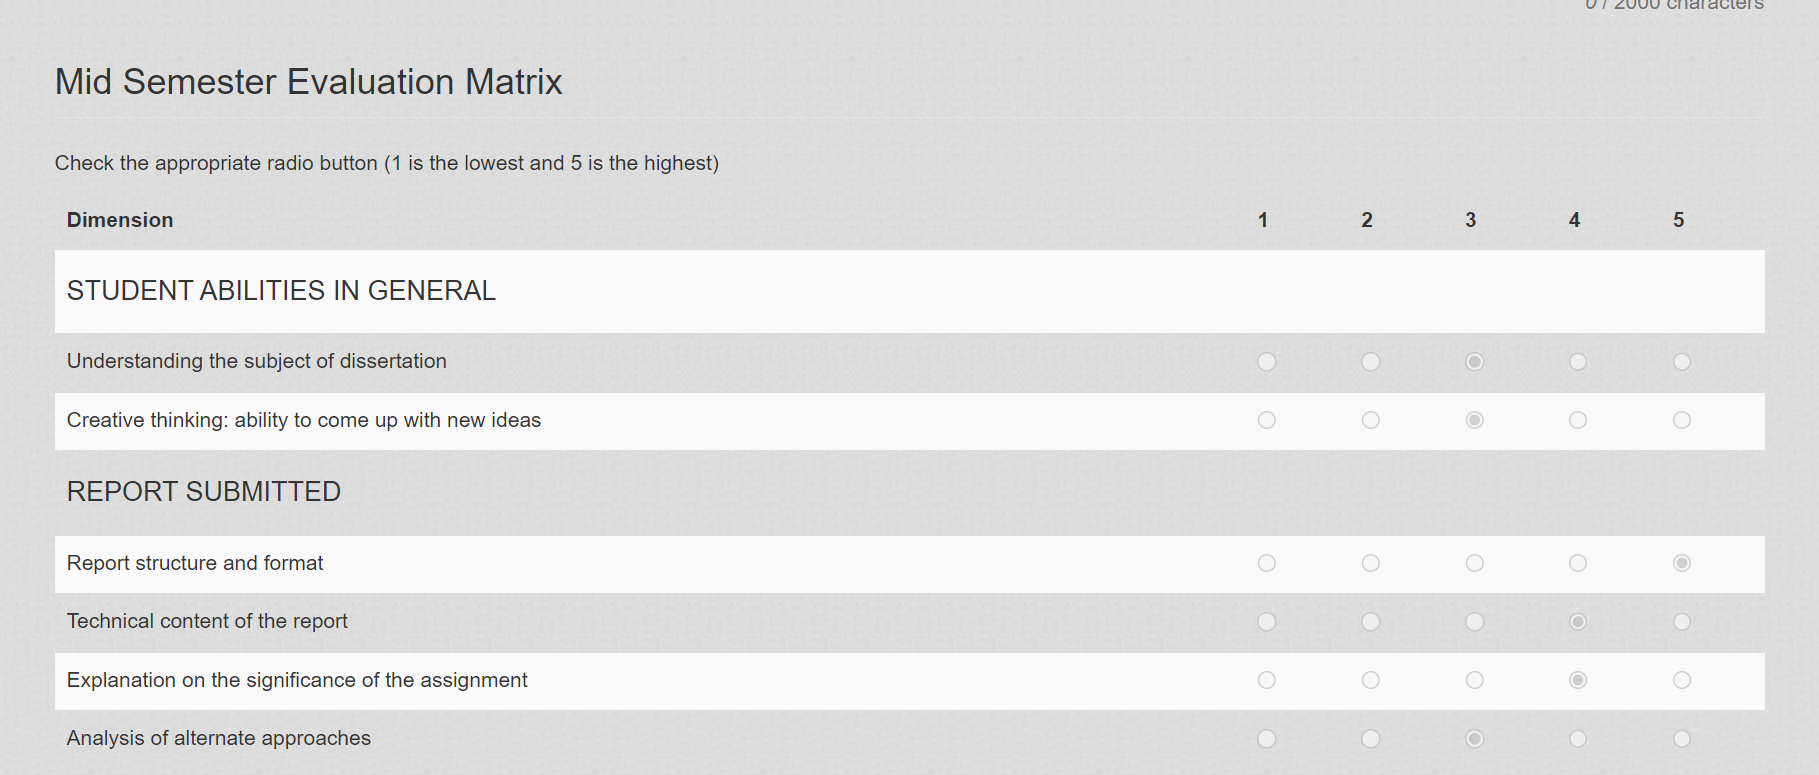 0 / 2000 characters
Mid Semester Evaluation Matrix
Check the appropriate radio button (1 is the lowest and 5 is the highest)
Dimension 1 2 3 4 5
STUDENT ABILITIES IN GENERAL
Understanding the subject of dissertation
Creative thinking: ability to come up with new ideas
REPORT SUBMITTED
Report structure and format
Technical content of the report
Explanation on the significance of the assignment
Analysis of alternate approaches